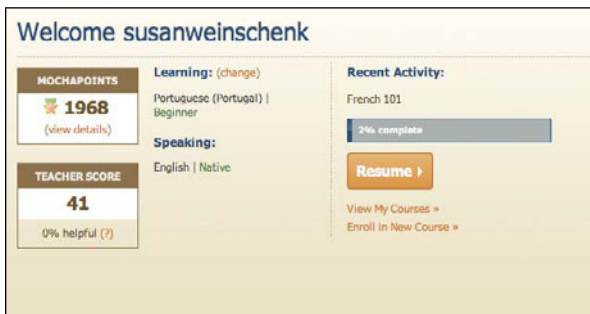 Welcome susanweinschenk
MOCHAPOINTS
1968
(view details)
TEACHER SCORE
41
0% helpful (?)
Learning: (change)
Portuguese (Portugal) |
Beginner
Speaking:
English | Native
Recent Activity:
French 101
2% complete
Resume
View My Courses »
Enroll in New Course »